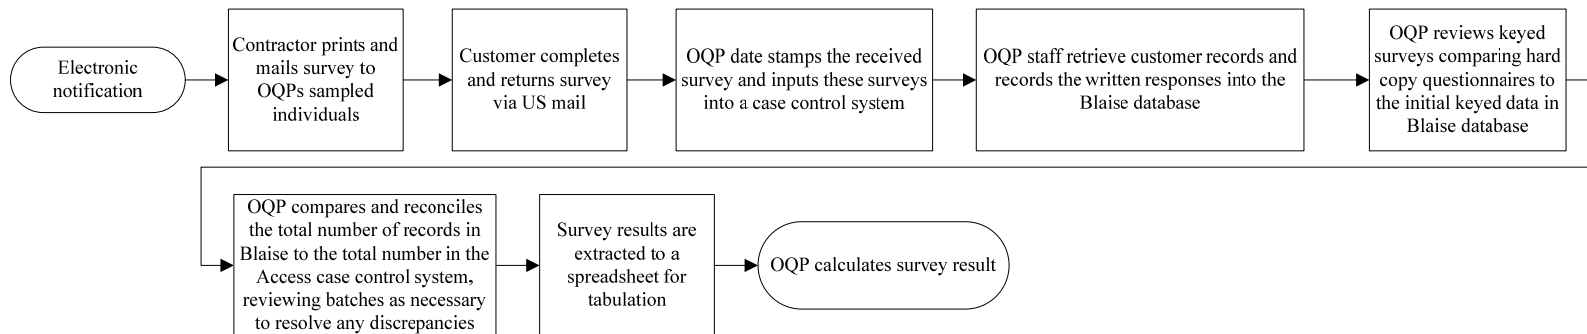 Electronic
notification
Contractor prints and
mails survey to
OQPs sampled
individuals
Customer completes
and returns survey
via US mail
OQP date stamps the received
survey and inputs these surveys
into a case control system
OQP staff retrieve customer records and
records the written responses into the
Blaise database
OQP reviews keyed
surveys comparing hard
copy questionnaires to
the initial keyed data in
Blaise database
OQP compares and reconciles
the total number of records in
Blaise to the total number in the
Access case control system,
reviewing batches as necessary
to resolve any discrepancies
Survey results are
extracted to a
spreadsheet for
tabulation
OQP calculates survey result